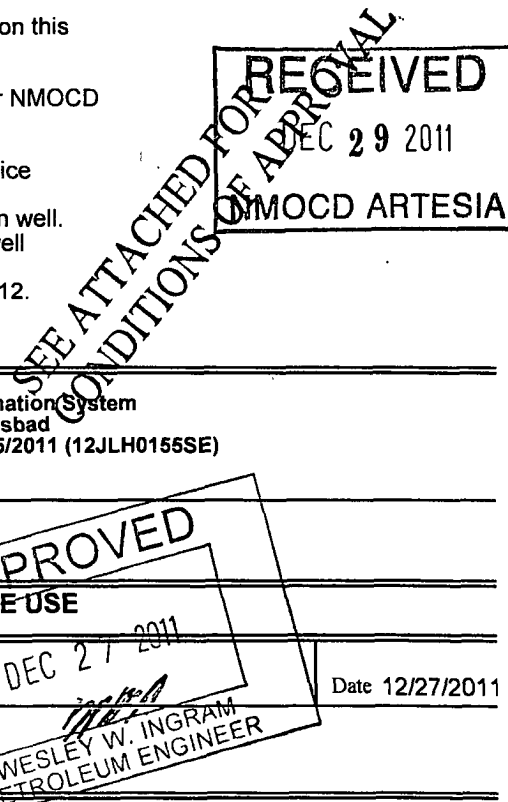 on this
r NMOCD
ice
n well.
ell
12.
RECEIVED
DEC 29 2011
NMOCD ARTESIA
SEE ATTACHED FOR
CONDITIONS OF APPROVAL
mation System
sbad
5/2011 (12JLH0155SE)
PROVED
E USE
DEC 27 2011
Date 12/27/2011
WESLEY W. INGRAM
PETROLEUM ENGINEER